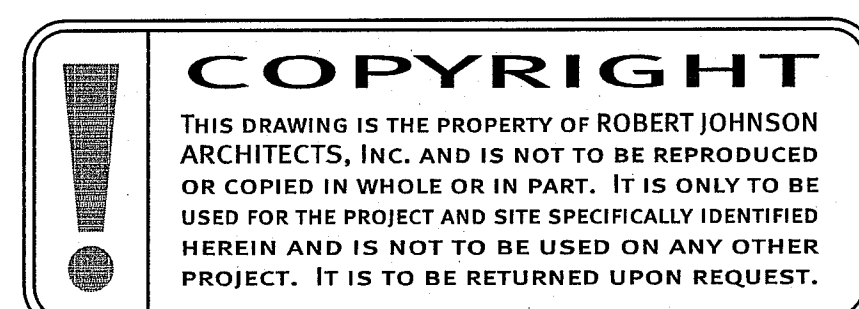 COPYRIGHT
THIS DRAWING IS THE PROPERTY OF ROBERT JOHNSON
ARCHITECTS, INC. AND IS NOT TO BE REPRODUCED
OR COPIED IN WHOLE OR IN PART. IT IS ONLY TO BE
USED FOR THE PROJECT AND SITE SPECIFICALLY IDENTIFIED
HEREIN AND IS NOT TO BE USED ON ANY OTHER
PROJECT. IT IS TO BE RETURNED UPON REQUEST.